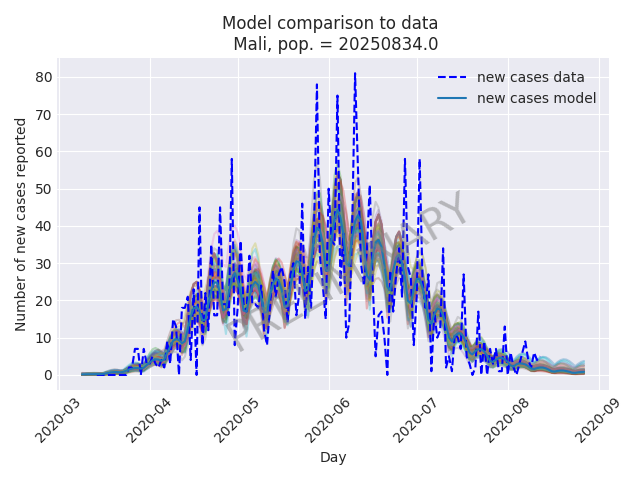 Model comparison to data
Mali, pop. = 20250834.0
new cases data
new cases model
PRELIMINARY
Number of new cases reported
80
70
60
50
40
30
20
10
0
2020-03
2020-04
2020-05
2020-06
2020-07
2020-08
2020-09
Day